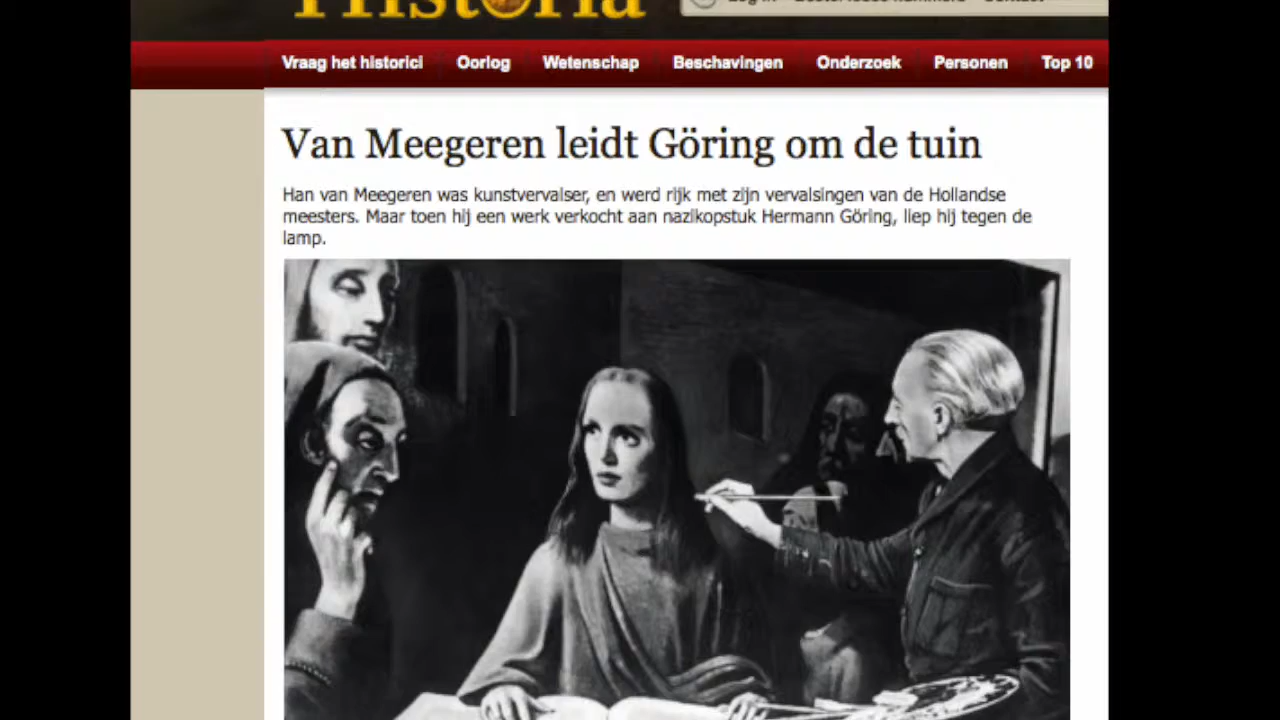 Historia
Vraag het historici Oorlog Wetenschap Beschavingen Onderzoek Personen Top 10
Van Meegeren leidt Göring om de tuin
Han van Meegeren was kunstvervalser, en werd rijk met zijn vervalsingen van de Hollandse
meesters. Maar toen hij een werk verkocht aan nazikopstuk Hermann Göring, liep hij tegen de
lamp.